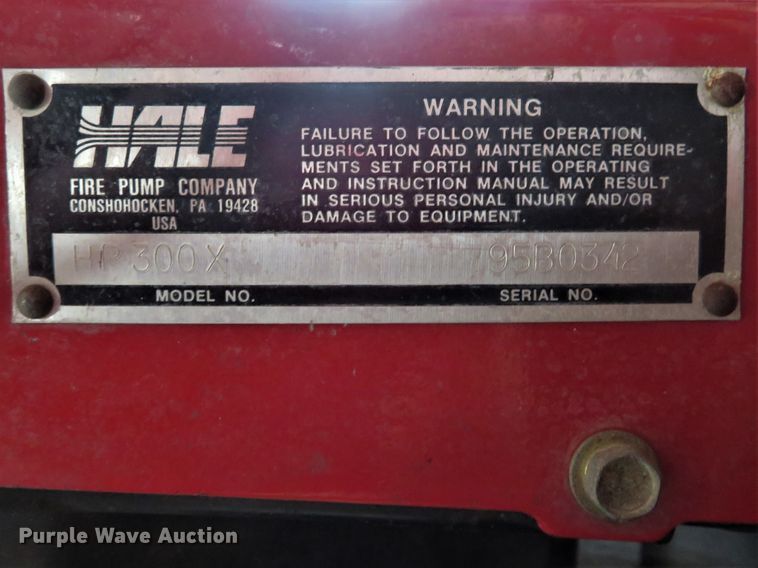 HALE
FIRE PUMP COMPANY
CONSHOHOCKEN, PA 19428
USA
WARNING
FAILURE TO FOLLOW THE OPERATION,
LUBRICATION AND MAINTENANCE REQUIRE-
MENTS SET FORTH IN THE OPERATING
AND INSTRUCTION MANUAL MAY RESULT
IN SERIOUS PERSONAL INJURY AND/OR
DAMAGE TO EQUIPMENT.
HP300X 795B0342
MODEL NO. SERIAL NO.
Purple Wave Auction